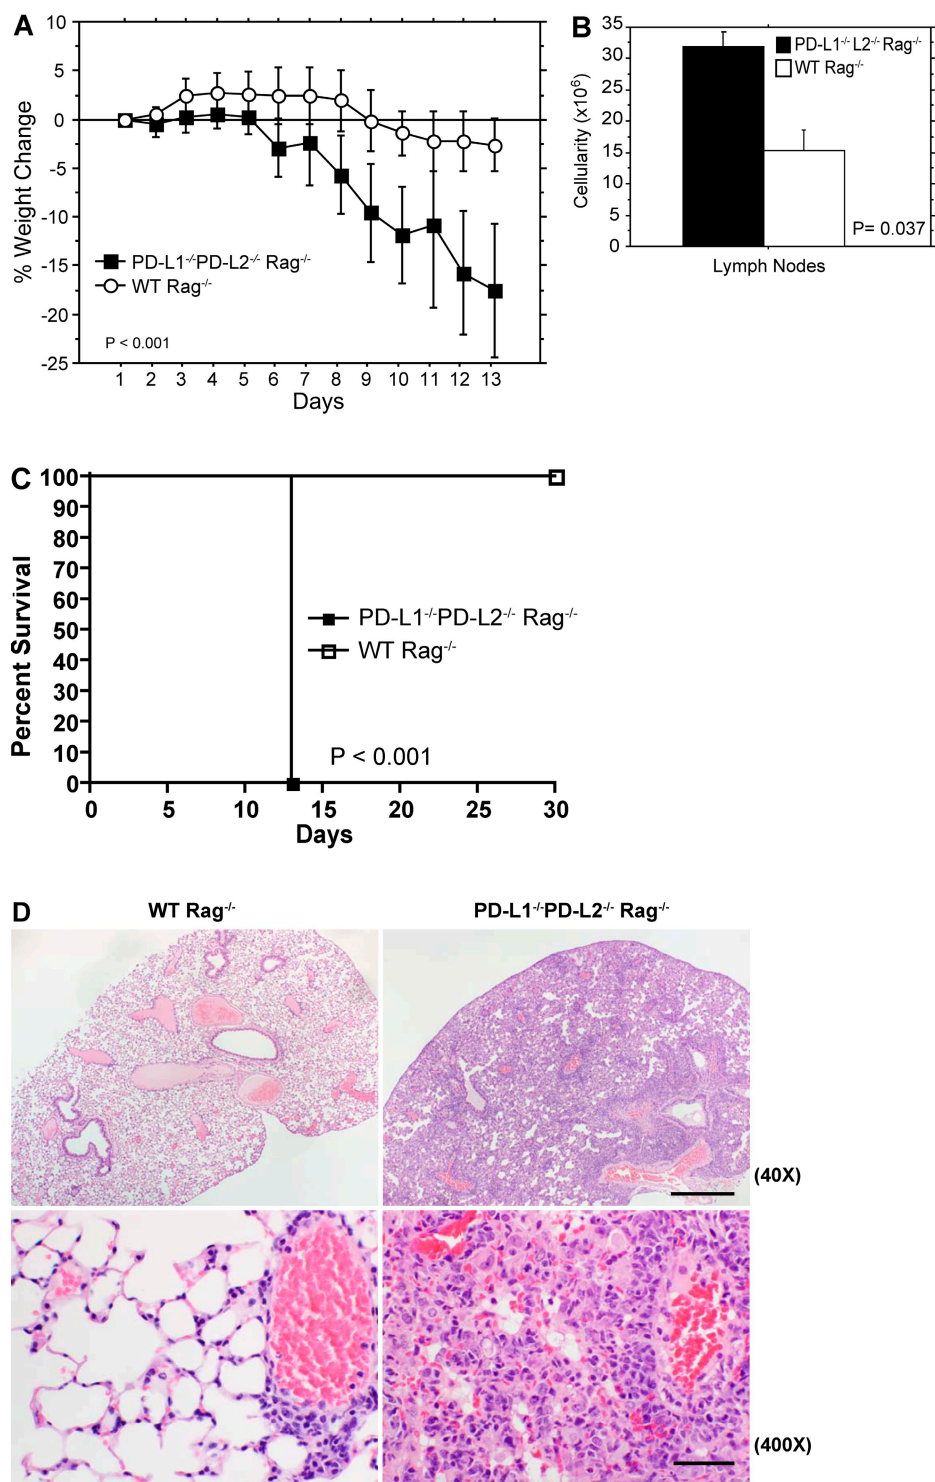 A
10
5
0
-5
-10
-15
-20
-25
% Weight Change
PD-L1-/-PD-L2-/- Rag-/-
WT Rag-/-
P < 0.001
1 2 3 4 5 6 7 8 9 10 11 12 13
Days
B
35
30
25
20
15
10
5
0
Cellularity (x10⁶)
PD-L1-/-L2-/-Rag-/-
WT Rag-/-
P= 0.037
Lymph Nodes
C
100
90
80
70
60
50
40
30
20
10
0
Percent Survival
PD-L1-/-PD-L2-/- Rag-/-
WT Rag-/-
P < 0.001
0 5 10 15 20 25 30
Days
D
WT Rag-/-
PD-L1-/-PD-L2-/- Rag-/-
(40X)
(400X)